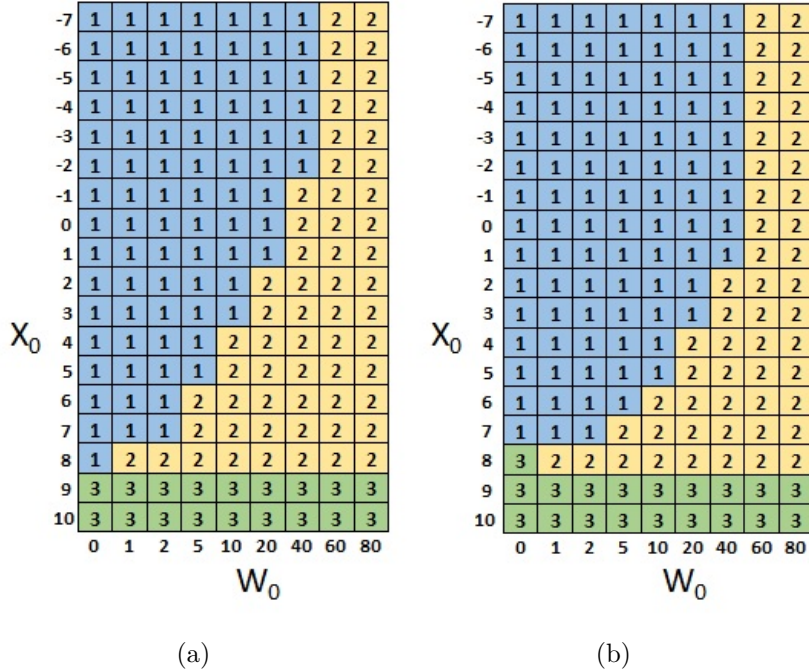 -7 1 1 1 1 1 1 1 2 2
-6 1 1 1 1 1 1 1 2 2
-5 1 1 1 1 1 1 1 2 2
-4 1 1 1 1 1 1 1 2 2
-3 1 1 1 1 1 1 1 2 2
-2 1 1 1 1 1 1 1 2 2
-1 1 1 1 1 1 1 2 2 2
0 1 1 1 1 1 1 2 2 2
1 1 1 1 1 1 1 2 2 2
2 1 1 1 1 1 2 2 2 2
3 1 1 1 1 1 2 2 2 2
X₀
4 1 1 1 1 2 2 2 2 2
5 1 1 1 1 2 2 2 2 2
6 1 1 1 2 2 2 2 2 2
7 1 1 1 2 2 2 2 2 2
8 1 2 2 2 2 2 2 2 2
9 3 3 3 3 3 3 3 3 3
10 3 3 3 3 3 3 3 3 3
0 1 2 5 10 20 40 60 80
W₀
(a)
-7 1 1 1 1 1 1 1 2 2
-6 1 1 1 1 1 1 1 2 2
-5 1 1 1 1 1 1 1 2 2
-4 1 1 1 1 1 1 1 2 2
-3 1 1 1 1 1 1 1 2 2
-2 1 1 1 1 1 1 1 2 2
-1 1 1 1 1 1 1 1 2 2
0 1 1 1 1 1 1 1 2 2
1 1 1 1 1 1 1 1 2 2
2 1 1 1 1 1 1 2 2 2
3 1 1 1 1 1 1 2 2 2
X₀
4 1 1 1 1 1 2 2 2 2
5 1 1 1 1 1 2 2 2 2
6 1 1 1 1 2 2 2 2 2
7 1 1 1 2 2 2 2 2 2
8 3 2 2 2 2 2 2 2 2
9 3 3 3 3 3 3 3 3 3
10 3 3 3 3 3 3 3 3 3
0 1 2 5 10 20 40 60 80
W₀
(b)